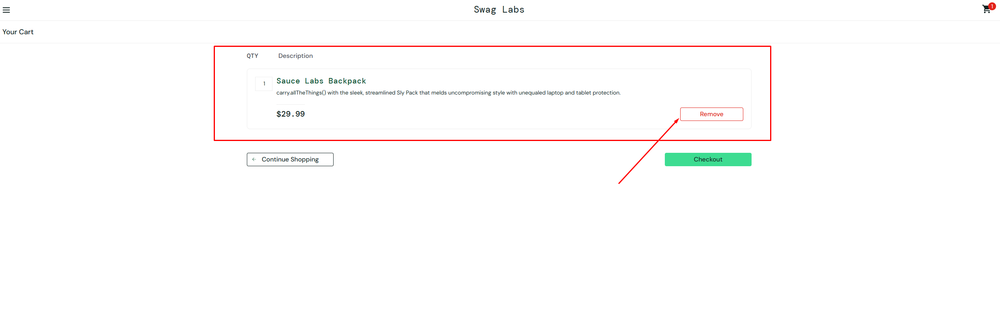 Swag Labs
1
Your Cart
QTY Description
1 Sauce Labs Backpack
carry.allTheThings() with the sleek, streamlined Sly Pack that melds uncompromising style with unequaled laptop and tablet protection.
$29.99 Remove
Continue Shopping Checkout